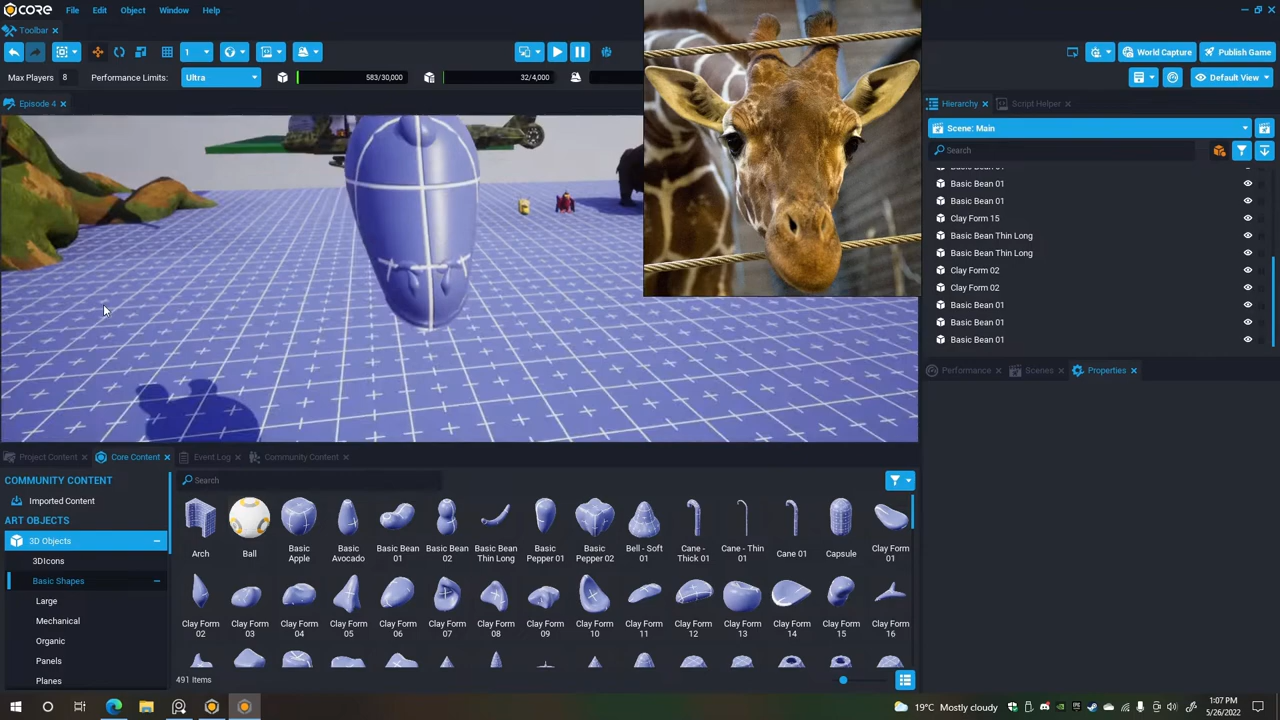 CORE File Edit Object Window Help
Toolbar
1 World Capture Publish Game
Max Players 8 Performance Limits: Ultra 583/30,000 32/4,000 Default View
Episode 4 Hierarchy Script Helper
Scene: Main
Search
Basic Bean 01
Basic Bean 01
Clay Form 15
Basic Bean Thin Long
Basic Bean Thin Long
Clay Form 02
Clay Form 02
Basic Bean 01
Basic Bean 01
Basic Bean 01
Performance Scenes Properties
Project Content Core Content Event Log Community Content
COMMUNITY CONTENT
Imported Content
ART OBJECTS
3D Objects
3DIcons
Basic Shapes
Large
Mechanical
Organic
Panels
Planes
Search
Arch Ball Basic Apple Basic Avocado Basic Bean 01 Basic Bean 02 Basic Bean Thin Long Basic Pepper 01 Basic Pepper 02 Bell - Soft 01 Cane - Thick 01 Cane - Thin 01 Cane 01 Capsule Clay Form 01
Clay Form 02 Clay Form 03 Clay Form 04 Clay Form 05 Clay Form 06 Clay Form 07 Clay Form 08 Clay Form 09 Clay Form 10 Clay Form 11 Clay Form 12 Clay Form 13 Clay Form 14 Clay Form 15 Clay Form 16
491 Items
19°C Mostly cloudy 1:07 PM
5/26/2022